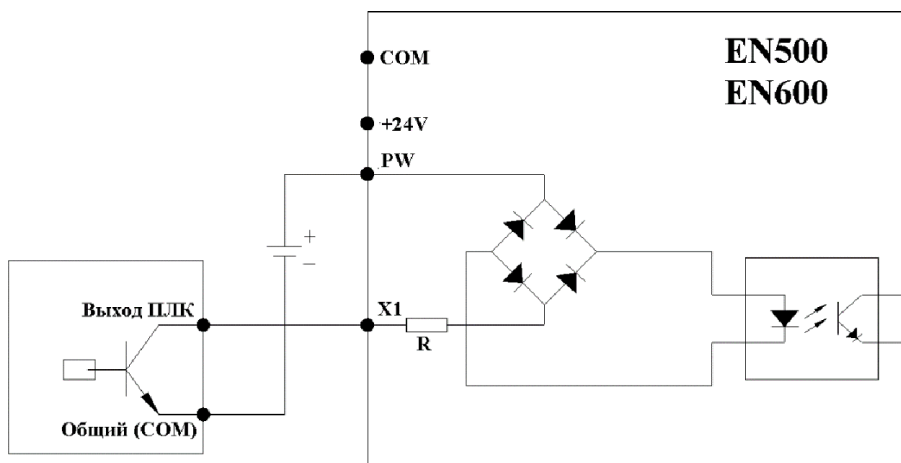 EN500
EN600
COM
+24V
PW
+
–
Выход ПЛК
X1
R
Общий (COM)